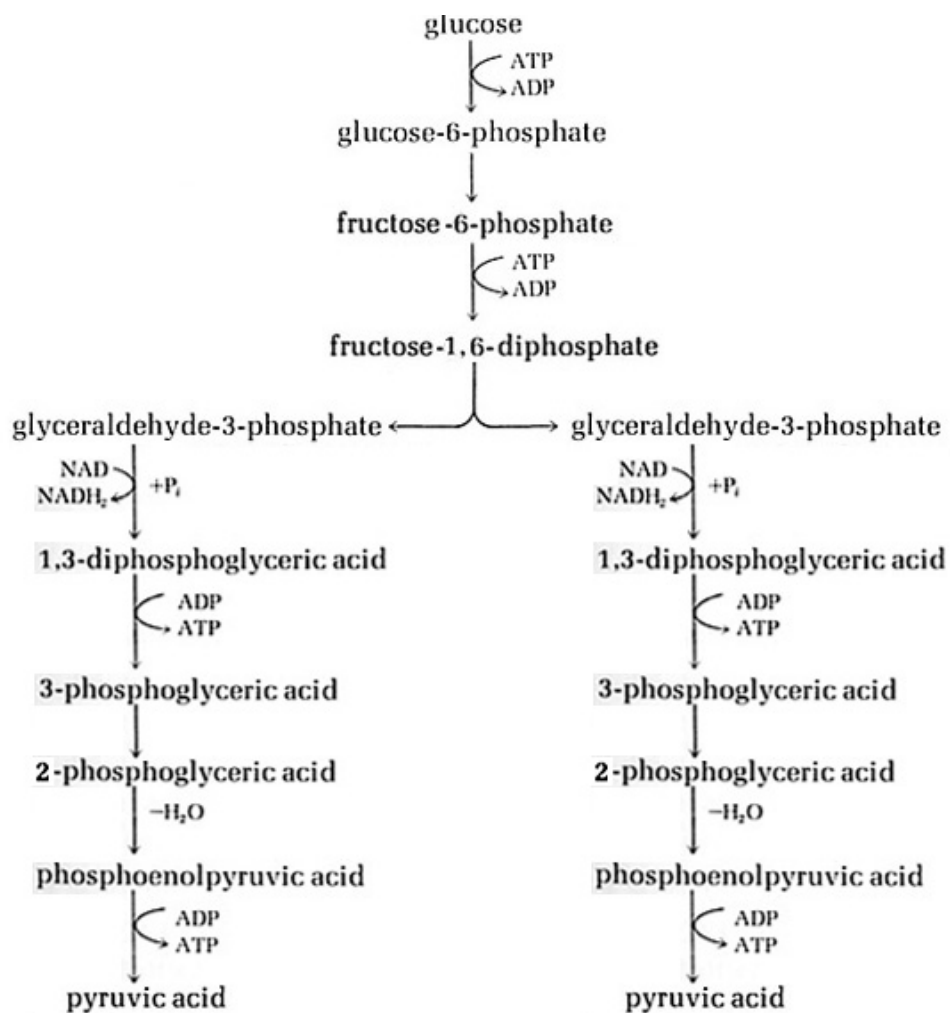 glucose
ATP
ADP
glucose-6-phosphate
fructose-6-phosphate
ATP
ADP
fructose-1,6-diphosphate
glyceraldehyde-3-phosphate glyceraldehyde-3-phosphate
NAD NAD
NADH₂ +Pᵢ NADH₂ +Pᵢ
1,3-diphosphoglyceric acid 1,3-diphosphoglyceric acid
ADP ADP
ATP ATP
3-phosphoglyceric acid 3-phosphoglyceric acid
2-phosphoglyceric acid 2-phosphoglyceric acid
–H₂O –H₂O
phosphoenolpyruvic acid phosphoenolpyruvic acid
ADP ADP
ATP ATP
pyruvic acid pyruvic acid